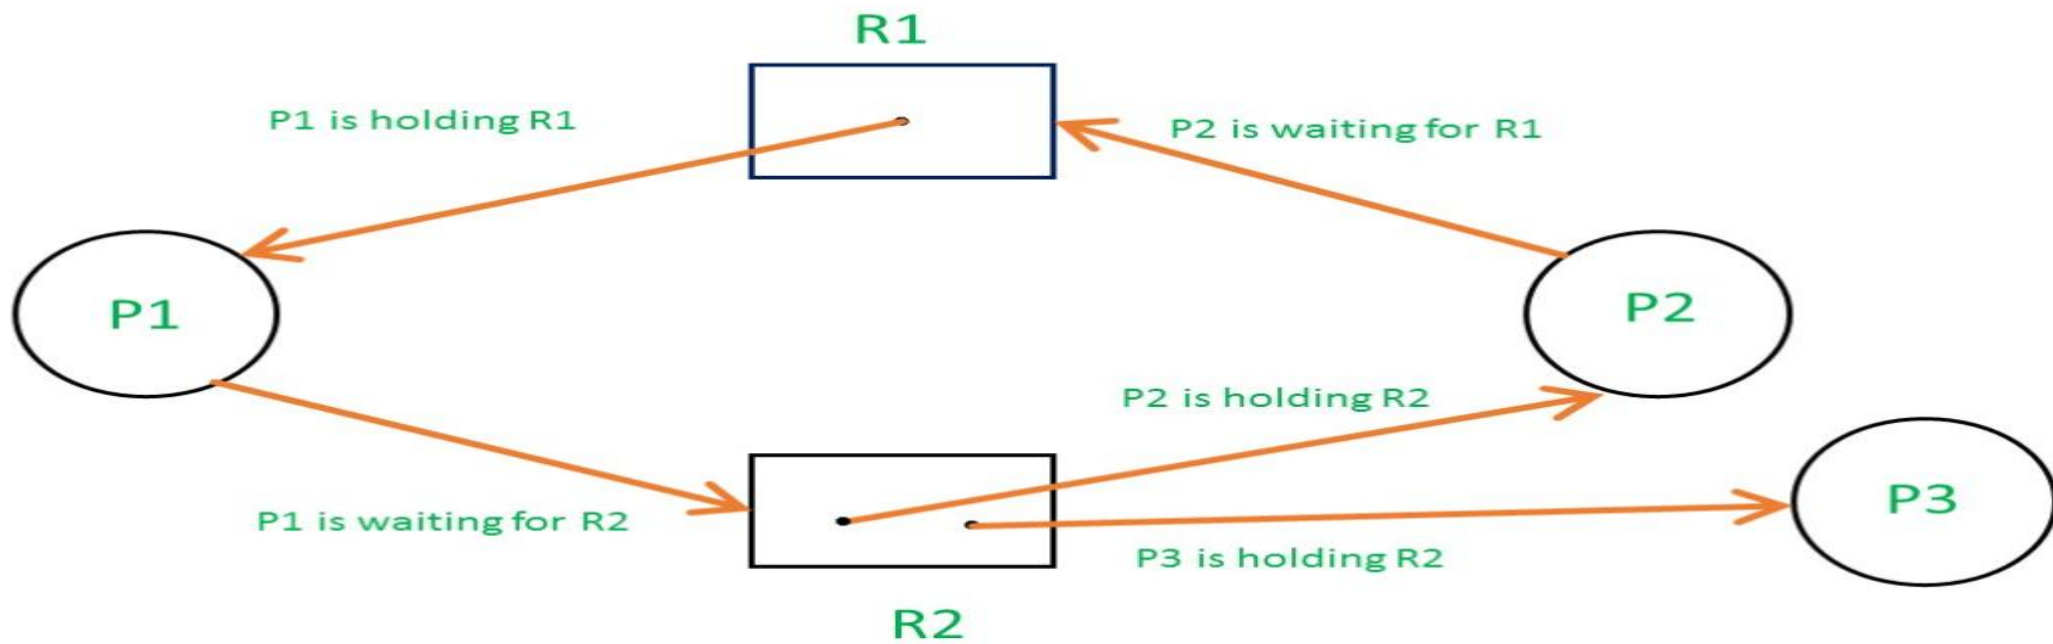 R1
P1 is holding R1
P2 is waiting for R1
P1
P2
P2 is holding R2
P3
P1 is waiting for R2
P3 is holding R2
R2